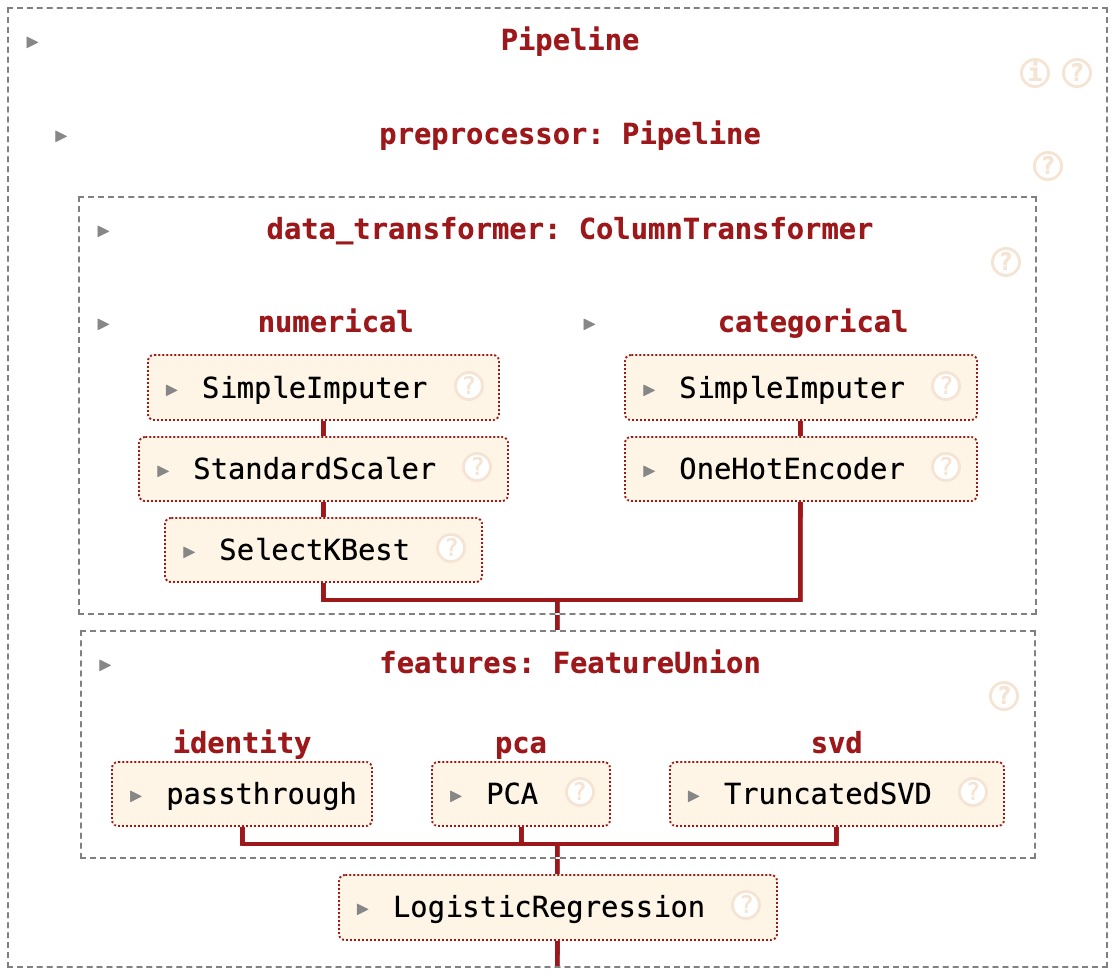 Pipeline
i ?
preprocessor: Pipeline
?
data_transformer: ColumnTransformer
?
numerical categorical
SimpleImputer ? SimpleImputer ?
StandardScaler ? OneHotEncoder ?
SelectKBest ?
features: FeatureUnion
?
identity pca svd
passthrough PCA ? TruncatedSVD ?
LogisticRegression ?